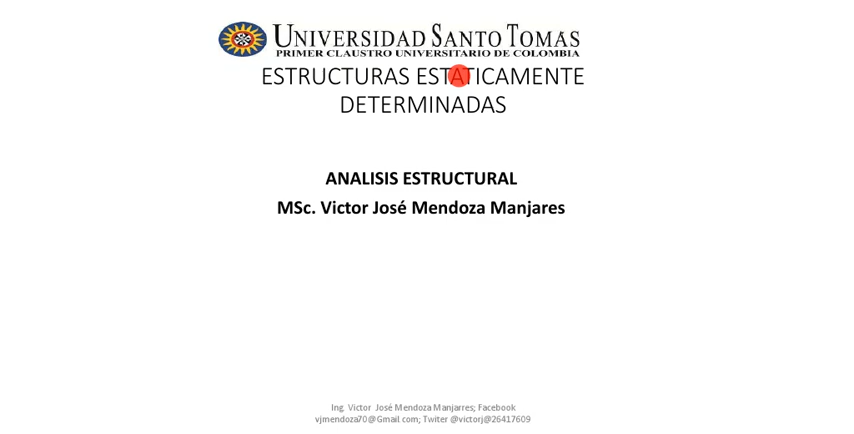 UNIVERSIDAD SANTO TOMÁS
PRIMER CLAUSTRO UNIVERSITARIO DE COLOMBIA
ESTRUCTURAS ESTATICAMENTE
DETERMINADAS
ANALISIS ESTRUCTURAL
MSc. Victor José Mendoza Manjares
Ing. Victor José Mendoza Manjarres; Facebook
vjmendoza70@Gmail.com; Twiter @victorj@26417609